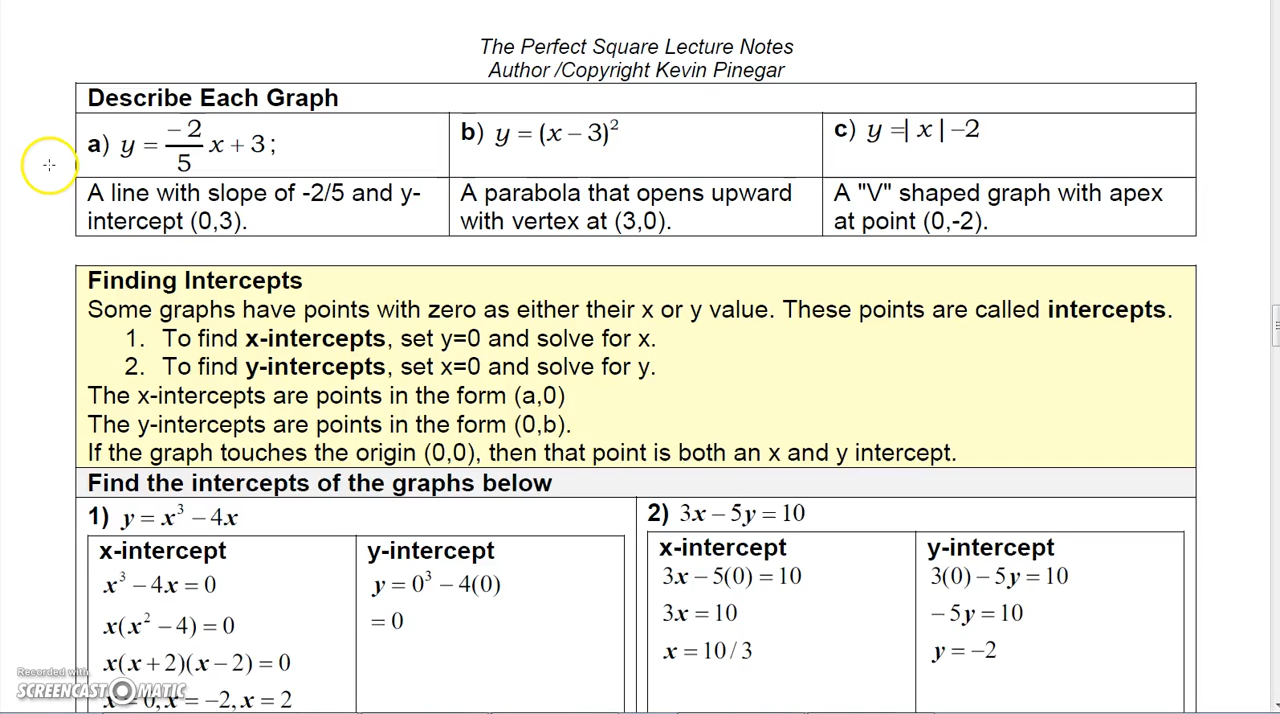 The Perfect Square Lecture Notes
Author /Copyright Kevin Pinegar
Describe Each Graph
a) y = -2/5 x + 3 ;
b) y = (x − 3)²
c) y =| x | −2
A line with slope of -2/5 and y-
intercept (0,3).
A parabola that opens upward
with vertex at (3,0).
A "V" shaped graph with apex
at point (0,-2).
Finding Intercepts
Some graphs have points with zero as either their x or y value. These points are called intercepts.
1. To find x-intercepts, set y=0 and solve for x.
2. To find y-intercepts, set x=0 and solve for y.
The x-intercepts are points in the form (a,0)
The y-intercepts are points in the form (0,b).
If the graph touches the origin (0,0), then that point is both an x and y intercept.
Find the intercepts of the graphs below
1) y = x³ − 4x
x-intercept
x³ − 4x = 0
x(x² − 4) = 0
x(x + 2)(x − 2) = 0
x = 0, x = −2, x = 2
y-intercept
y = 0³ − 4(0)
= 0
2) 3x − 5y = 10
x-intercept
3x − 5(0) = 10
3x = 10
x = 10 / 3
y-intercept
3(0) − 5y = 10
− 5y = 10
y = −2
Recorded with
SCREENCAST MATIC